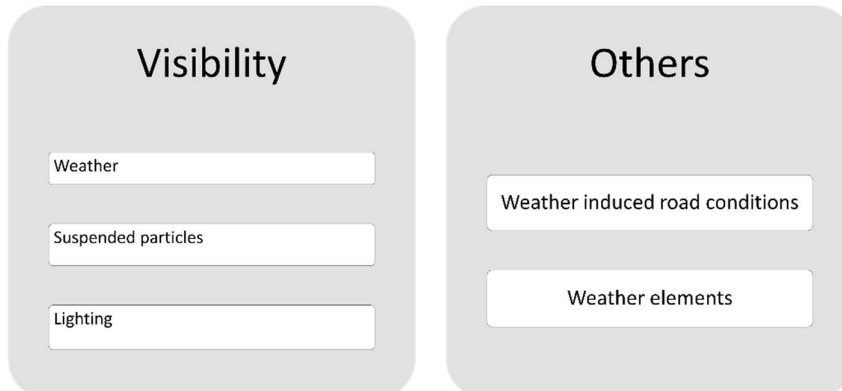 Visibility
Weather
Suspended particles
Lighting
Others
Weather induced road conditions
Weather elements